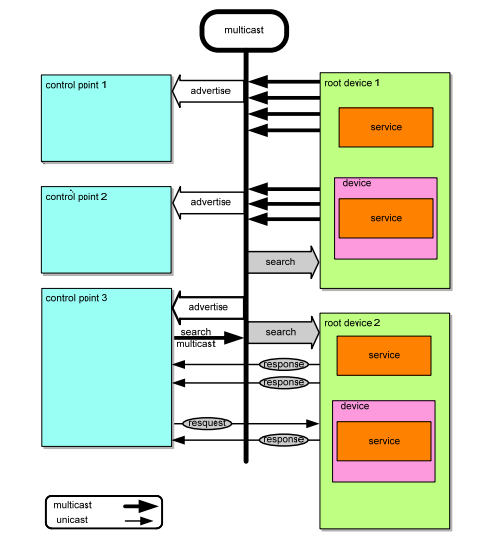 multicast
control point 1
advertise
root device 1
service
device
service
control point 2
advertise
search
control point 3
advertise
search
multicast
search
root device 2
service
response
response
device
resquest
service
response
multicast
unicast